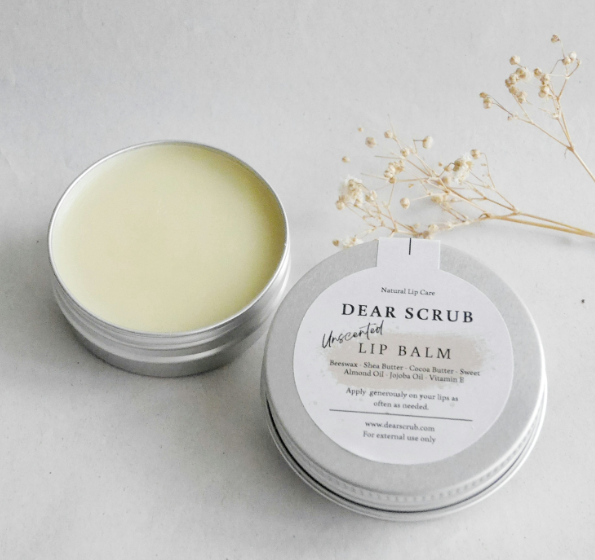 Natural Lip Care
DEAR SCRUB
Unscented
LIP BALM
Beeswax · Shea Butter · Cocoa Butter · Sweet
Almond Oil · Jojoba Oil · Vitamin E
Apply generously on your lips as
often as needed.
www.dearscrub.com
For external use only